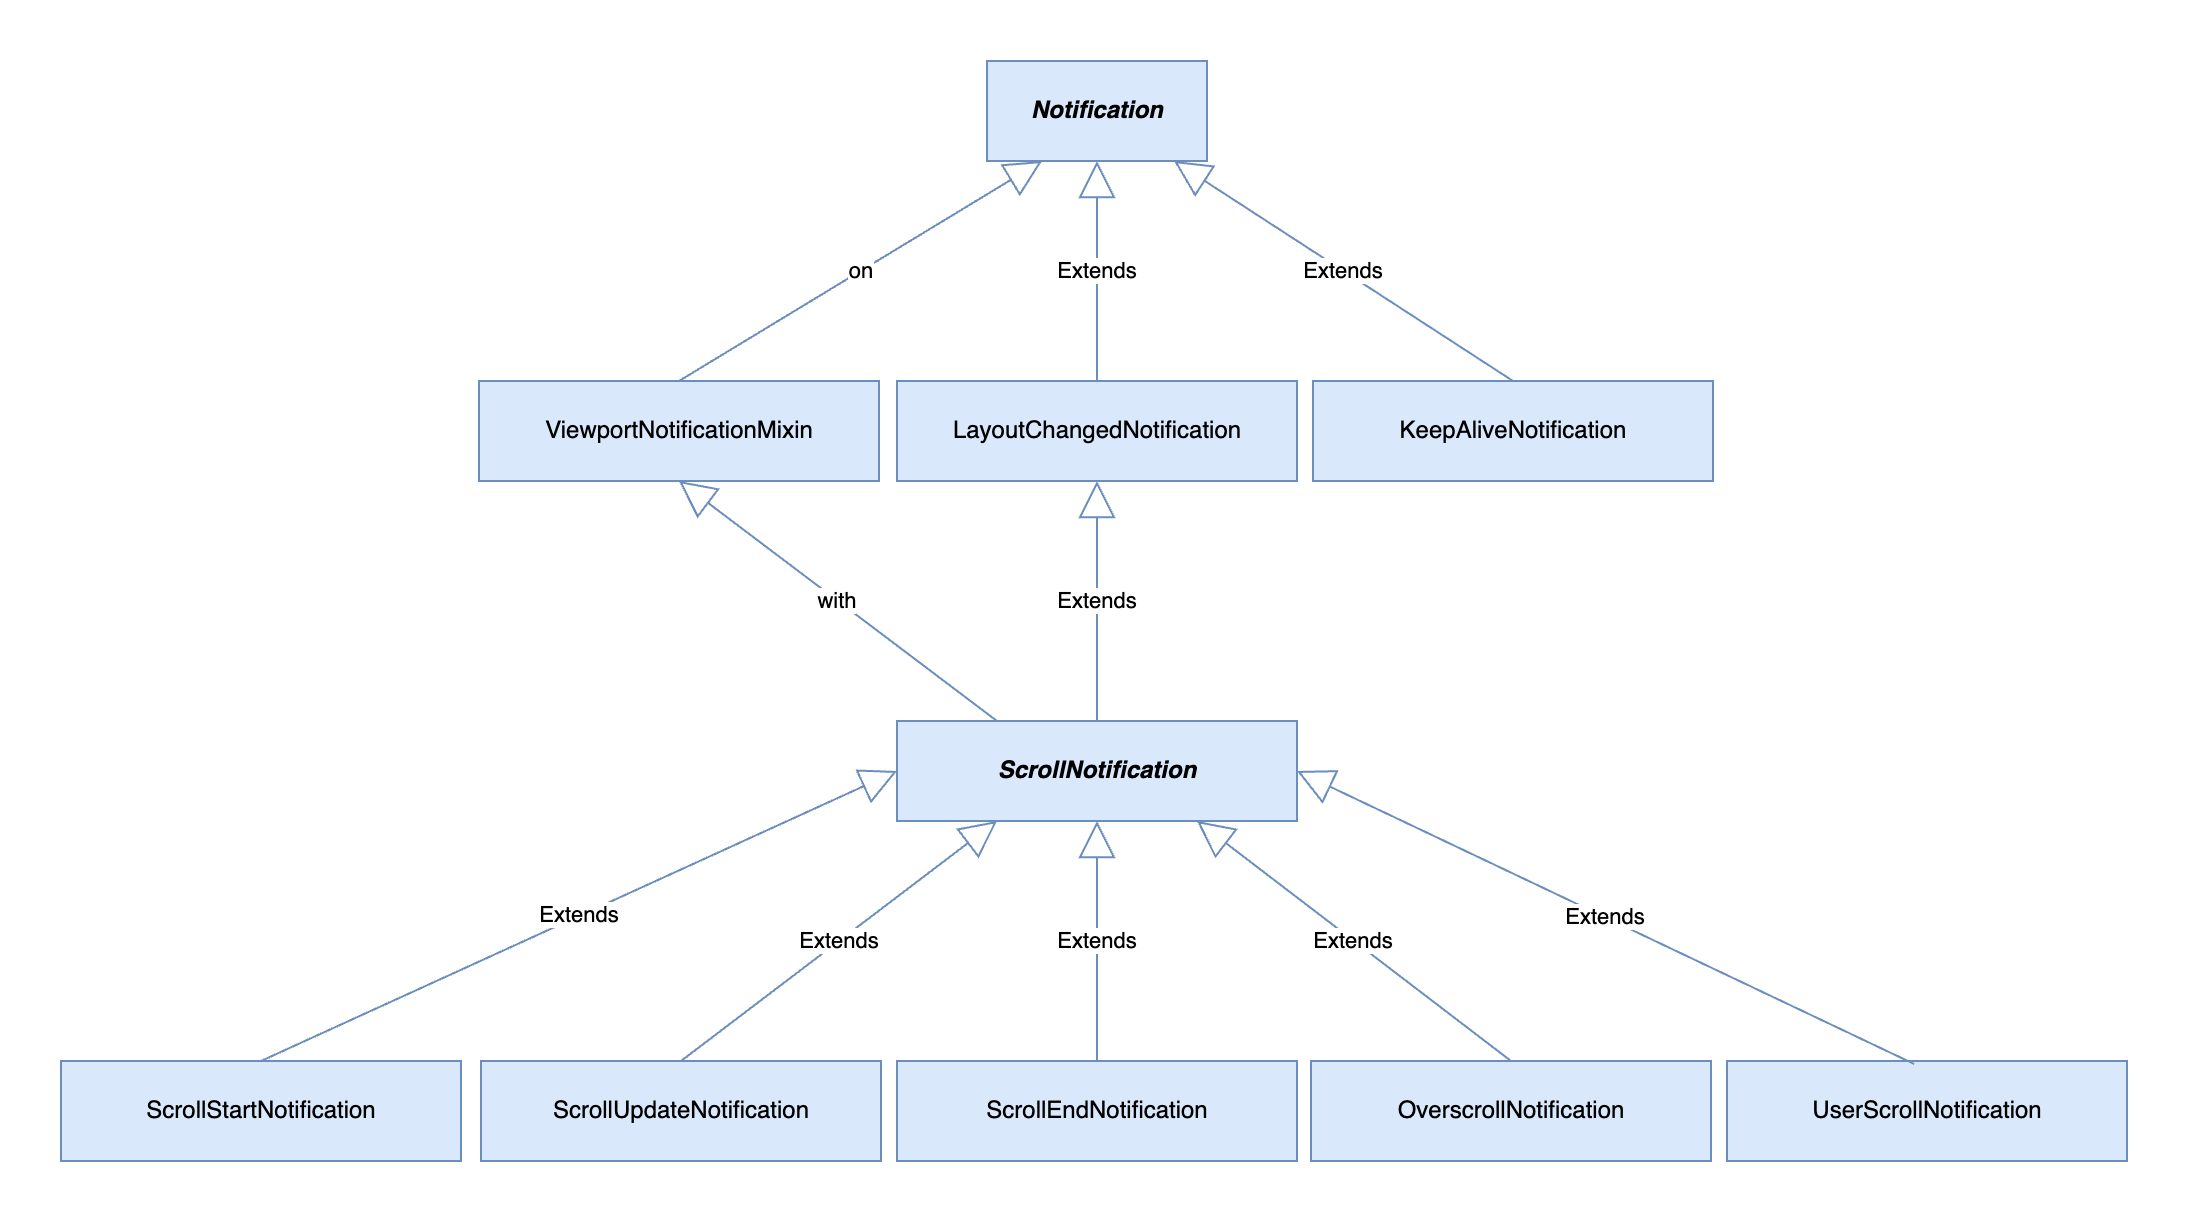 Notification
on
Extends
Extends
ViewportNotificationMixin
LayoutChangedNotification
KeepAliveNotification
with
Extends
ScrollNotification
Extends
Extends
Extends
Extends
Extends
ScrollStartNotification
ScrollUpdateNotification
ScrollEndNotification
OverscrollNotification
UserScrollNotification